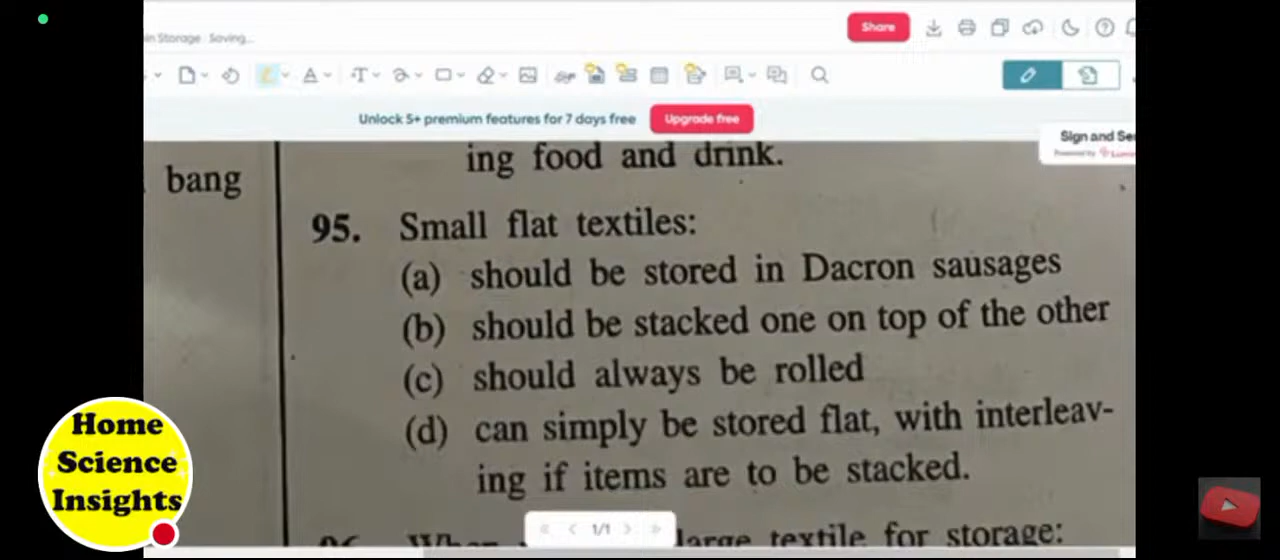 in Storage Saving...
Share
Unlock 5+ premium features for 7 days free
Upgrade free
Sign and Se
Powered by
bang
ing food and drink.
95. Small flat textiles:
(a) should be stored in Dacron sausages
(b) should be stacked one on top of the other
(c) should always be rolled
(d) can simply be stored flat, with interleav-
ing if items are to be stacked.
large textile for storage:
1/1
Home
Science
Insights